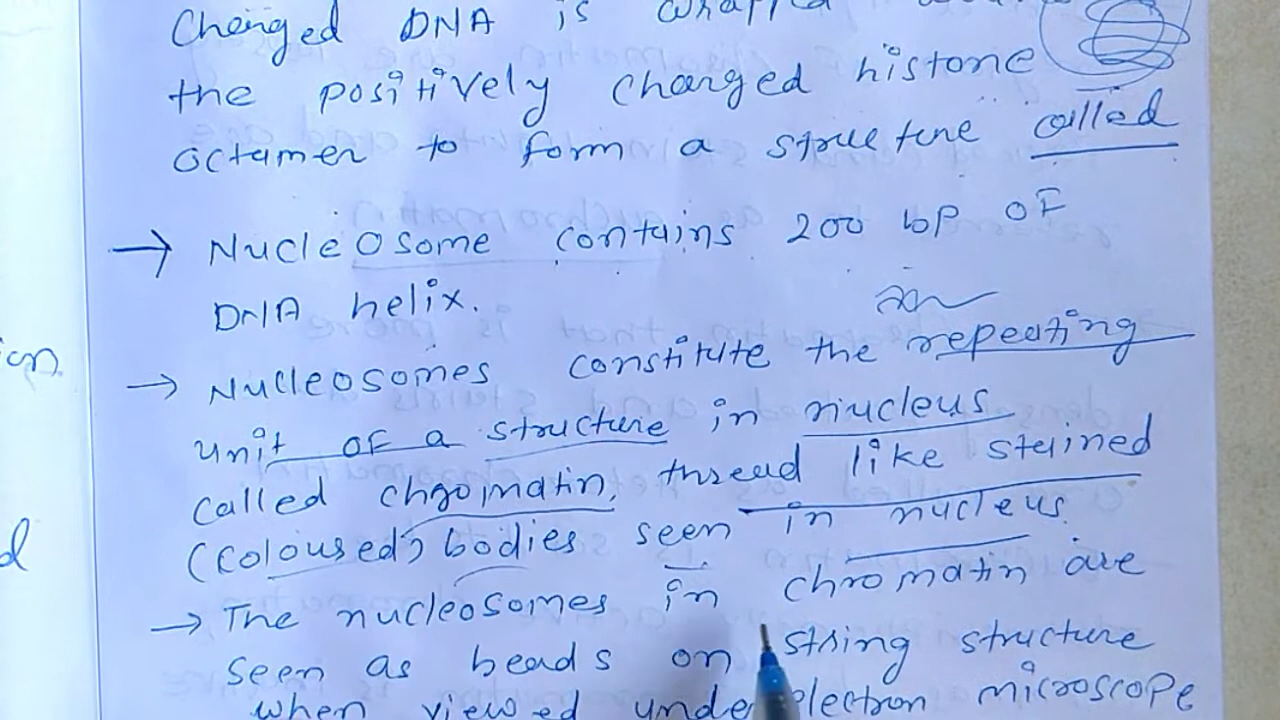 Charged DNA is wrapped
the positively charged histone
octamer to form a structure called
→ Nucleosome contains 200 bp of
DNA helix.
→ Nucleosomes constitute the repeating
unit of a structure in nucleus
called chromatin, thread like stained
(coloured) bodies seen in nucleus
→ The nucleosomes in chromatin are
seen as beads on string structure
when viewed under electron microscope